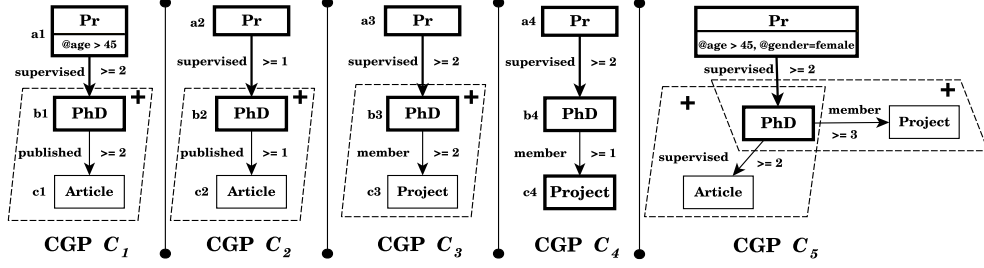 a1 Pr
@age > 45
supervised >= 2
b1 PhD +
published >= 2
c1 Article
CGP C1
a2 Pr
supervised >= 1
b2 PhD +
published >= 1
c2 Article
CGP C2
a3 Pr
supervised >= 2
b3 PhD +
member >= 2
c3 Project
CGP C3
a4 Pr
supervised >= 2
b4 PhD
member >= 1
c4 Project
CGP C4
Pr
@age > 45, @gender=female
supervised >= 2
+ +
PhD member Project
>= 3
supervised >= 2
Article
CGP C5